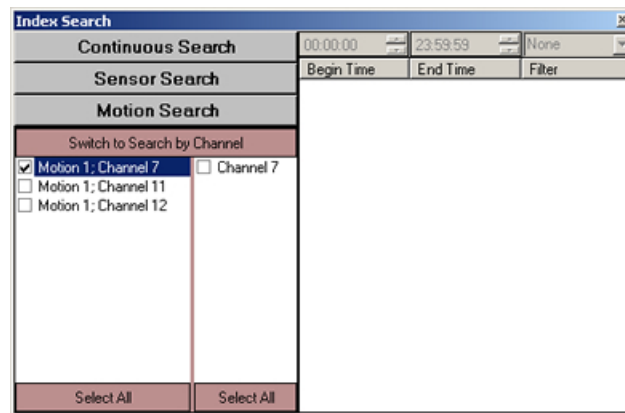 Index Search
Continuous Search
00:00:00 23:59:59 None
Sensor Search
Begin Time End Time Filter
Motion Search
Switch to Search by Channel
Motion 1; Channel 7
Channel 7
Motion 1; Channel 11
Motion 1; Channel 12
Select All
Select All